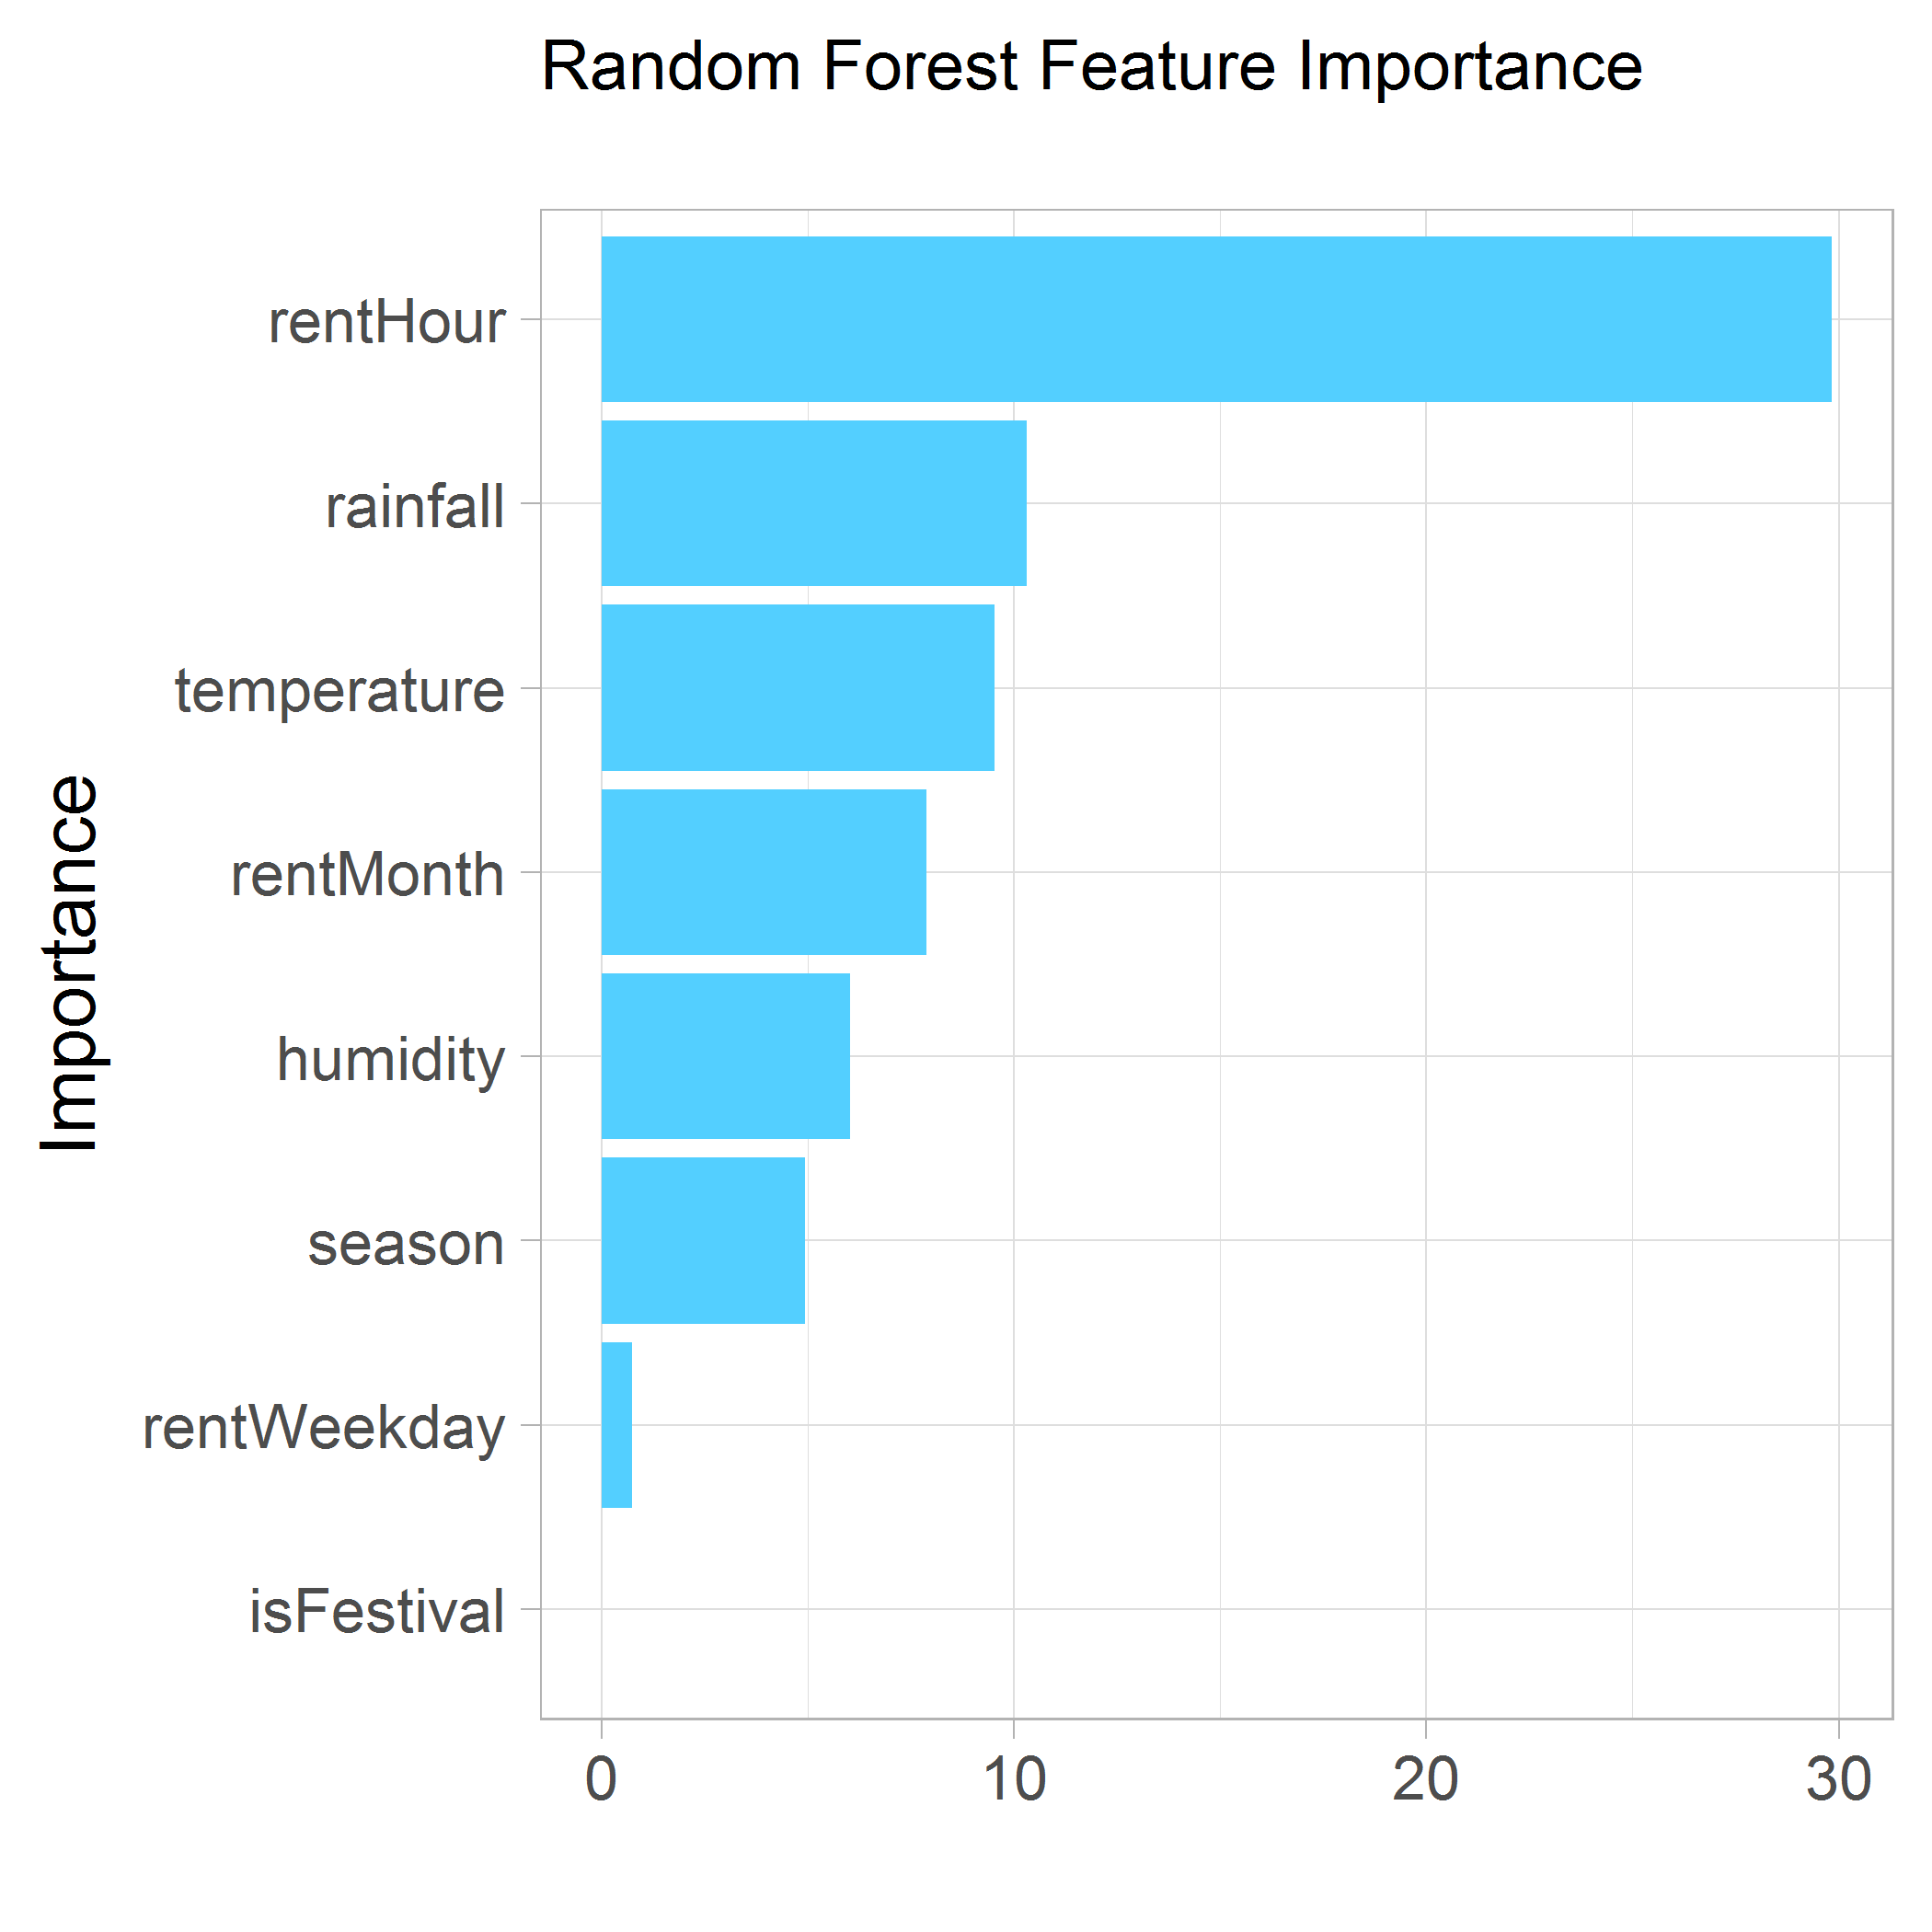 Random Forest Feature Importance
rentHour
rainfall
temperature
rentMonth
humidity
season
rentWeekday
isFestival
Importance
0 10 20 30